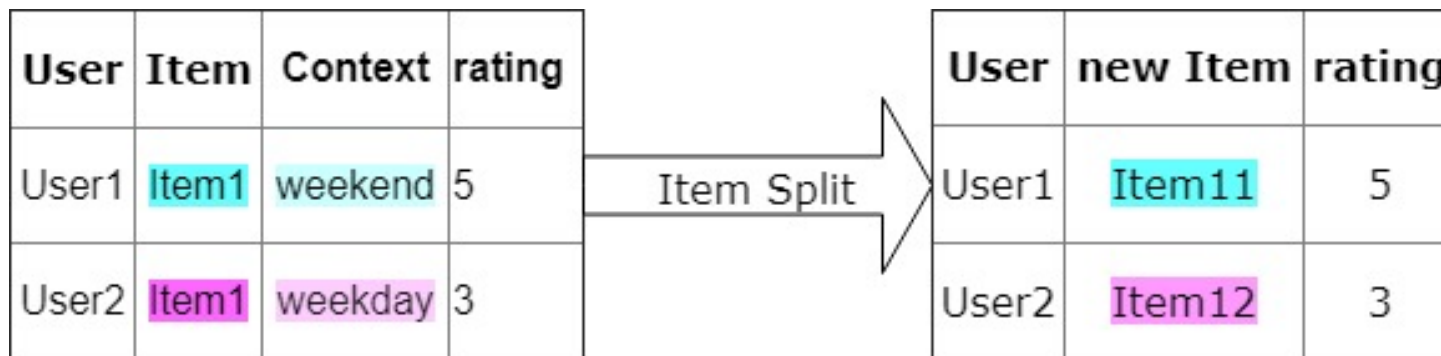 User Item Context rating
User1 Item1 weekend 5
User2 Item1 weekday 3
Item Split
User new Item rating
User1 Item11 5
User2 Item12 3